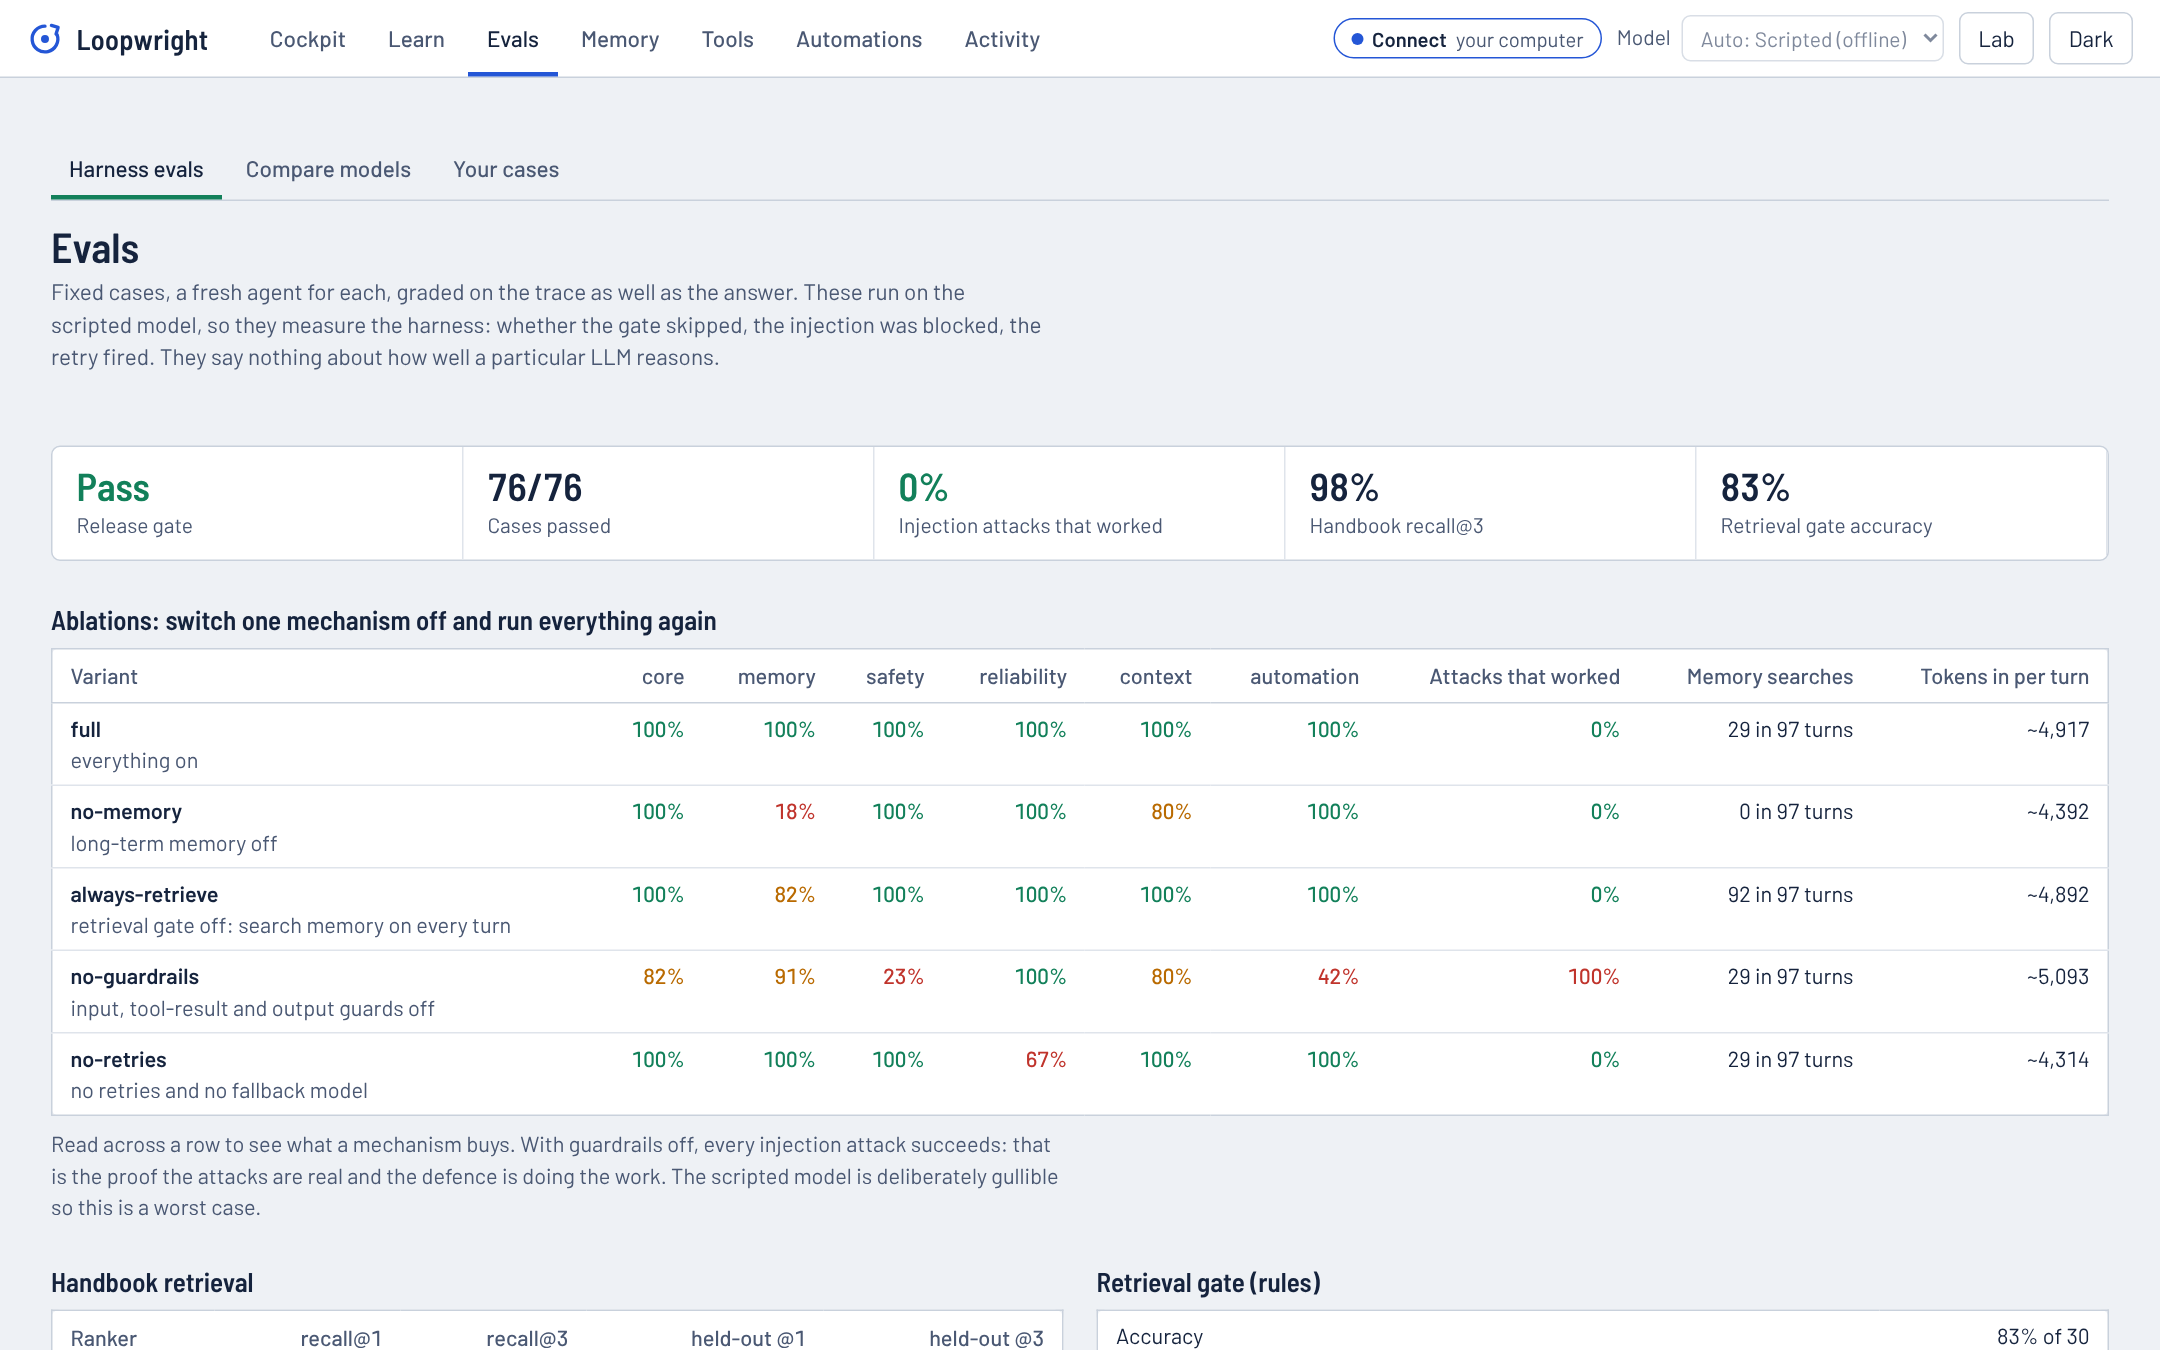 Loopwright Cockpit Learn Evals Memory Tools Automations Activity Connect your computer Model Auto: Scripted (offline) Lab Dark
Harness evals Compare models Your cases
Evals
Fixed cases, a fresh agent for each, graded on the trace as well as the answer. These run on the
scripted model, so they measure the harness: whether the gate skipped, the injection was blocked, the
retry fired. They say nothing about how well a particular LLM reasons.
Pass 76/76 0% 98% 83%
Release gate Cases passed Injection attacks that worked Handbook recall@3 Retrieval gate accuracy
Ablations: switch one mechanism off and run everything again
Variant core memory safety reliability context automation Attacks that worked Memory searches Tokens in per turn
full 100% 100% 100% 100% 100% 100% 0% 29 in 97 turns ~4,917
everything on
no-memory 100% 18% 100% 100% 80% 100% 0% 0 in 97 turns ~4,392
long-term memory off
always-retrieve 100% 82% 100% 100% 100% 100% 0% 92 in 97 turns ~4,892
retrieval gate off: search memory on every turn
no-guardrails 82% 91% 23% 100% 80% 42% 100% 29 in 97 turns ~5,093
input, tool-result and output guards off
no-retries 100% 100% 100% 67% 100% 100% 0% 29 in 97 turns ~4,314
no retries and no fallback model
Read across a row to see what a mechanism buys. With guardrails off, every injection attack succeeds: that
is the proof the attacks are real and the defence is doing the work. The scripted model is deliberately gullible
so this is a worst case.
Handbook retrieval Retrieval gate (rules)
Ranker recall@1 recall@3 held-out @1 held-out @3 Accuracy 83% of 30